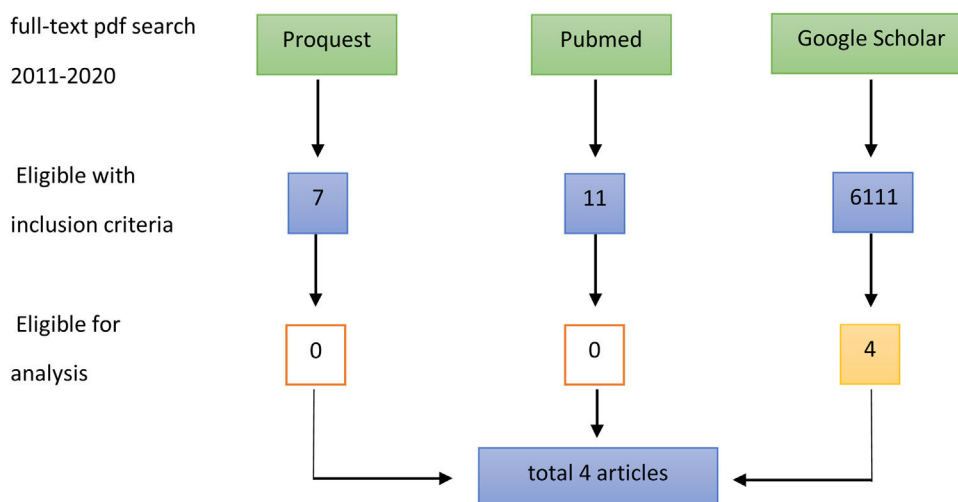 full-text pdf search
2011-2020
Proquest
Pubmed
Google Scholar
Eligible with
inclusion criteria
7
11
6111
Eligible for
analysis
0
0
4
total 4 articles